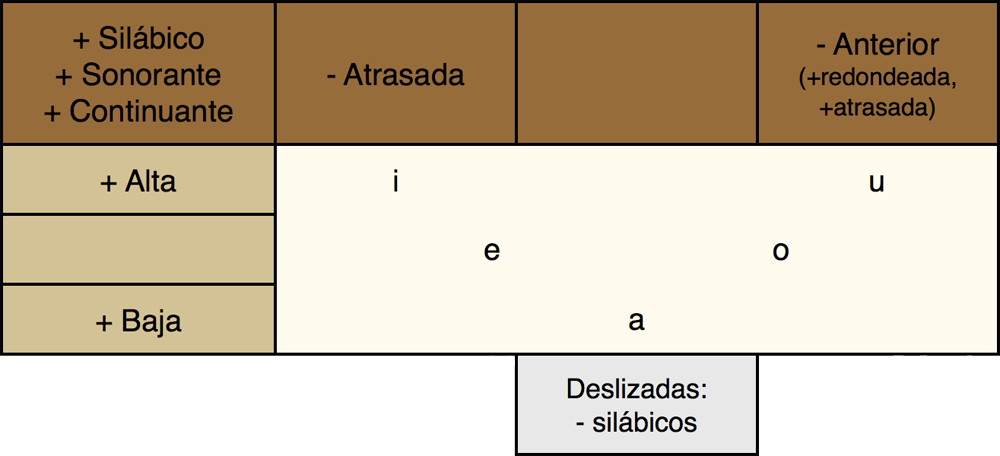 + Silábico
+ Sonorante
+ Continuante
- Atrasada
- Anterior
(+redondeada,
+atrasada)
+ Alta
i
u
e
o
+ Baja
a
Deslizadas:
- silábicos